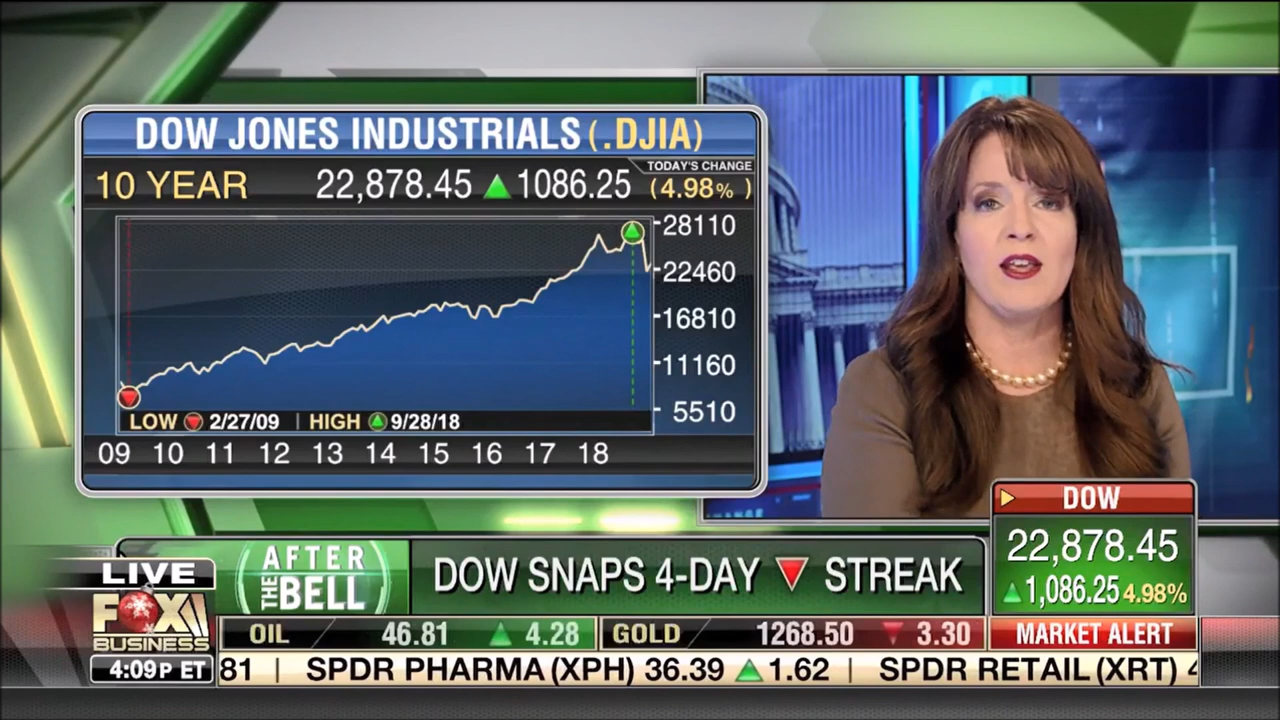 DOW JONES INDUSTRIALS (.DJIA)
TODAY'S CHANGE
10 YEAR 22,878.45 ▲ 1086.25 (4.98%)
28110
22460
16810
11160
5510
LOW ▼ 2/27/09 | HIGH ▲ 9/28/18
09 10 11 12 13 14 15 16 17 18
DOW
22,878.45
▲ 1,086.25 4.98%
MARKET ALERT
AFTER
THE BELL
DOW SNAPS 4-DAY ▼ STREAK
LIVE
FOX
BUSINESS
4:09P ET
OIL 46.81 ▲ 4.28 GOLD 1268.50 ▼ 3.30
81 | SPDR PHARMA (XPH) 36.39 ▲ 1.62 | SPDR RETAIL (XRT)